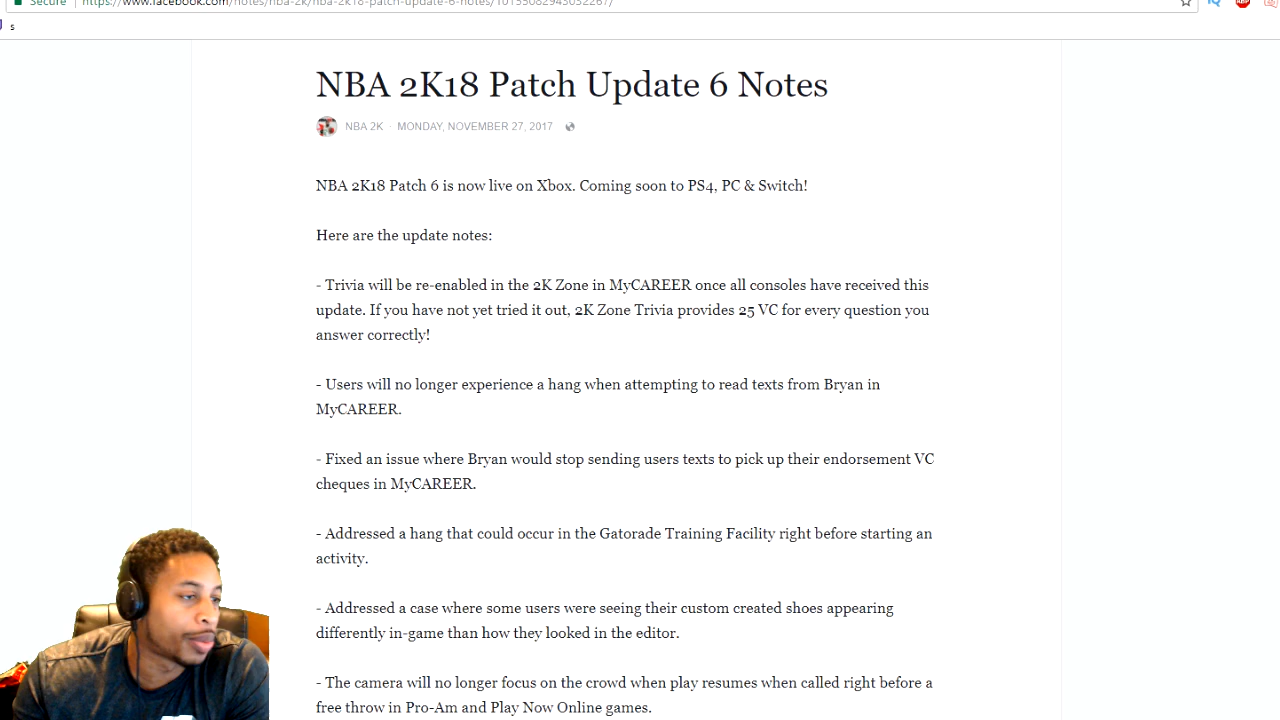 Secure https://www.facebook.com/notes/nba-2k/nba-2k18-patch-update-6-notes/10155082943032267/
s
NBA 2K18 Patch Update 6 Notes
NBA 2K · MONDAY, NOVEMBER 27, 2017
NBA 2K18 Patch 6 is now live on Xbox. Coming soon to PS4, PC & Switch!
Here are the update notes:
- Trivia will be re-enabled in the 2K Zone in MyCAREER once all consoles have received this
update. If you have not yet tried it out, 2K Zone Trivia provides 25 VC for every question you
answer correctly!
- Users will no longer experience a hang when attempting to read texts from Bryan in
MyCAREER.
- Fixed an issue where Bryan would stop sending users texts to pick up their endorsement VC
cheques in MyCAREER.
- Addressed a hang that could occur in the Gatorade Training Facility right before starting an
activity.
- Addressed a case where some users were seeing their custom created shoes appearing
differently in-game than how they looked in the editor.
- The camera will no longer focus on the crowd when play resumes when called right before a
free throw in Pro-Am and Play Now Online games.